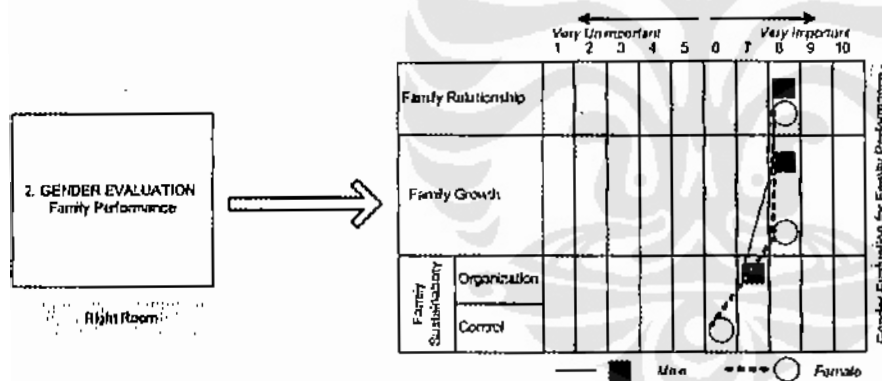 Very Unimportant Very Important
1 2 3 4 5 6 7 8 9 10
Family Relationship
2. GENDER EVALUATION
Family Performance
Family Growth
Family
Sustainability
Organization
Control
Right Room
Gender Evaluation for Family Performance
Man Female